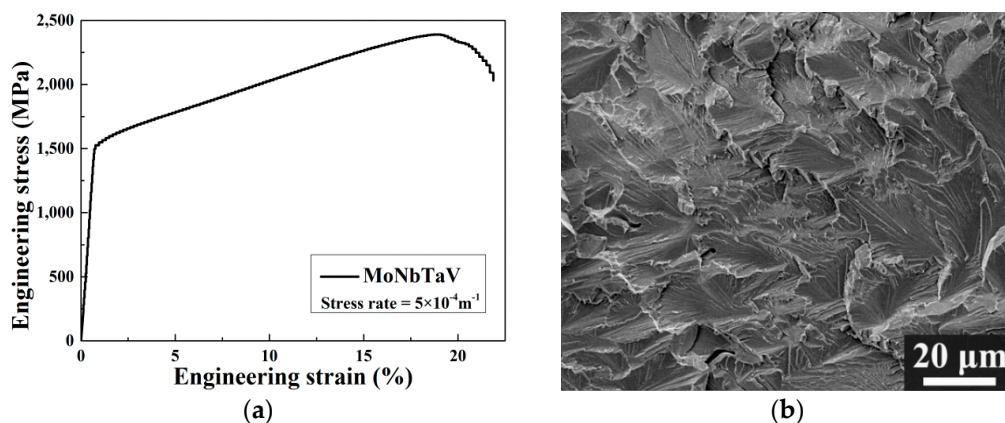 2,500
2,000
1,500
1,000
500
0
Engineering stress (MPa)
MoNbTaV
Stress rate = 5×10⁻⁴m⁻¹
0 5 10 15 20
Engineering strain (%)
(a)
20 µm
(b)